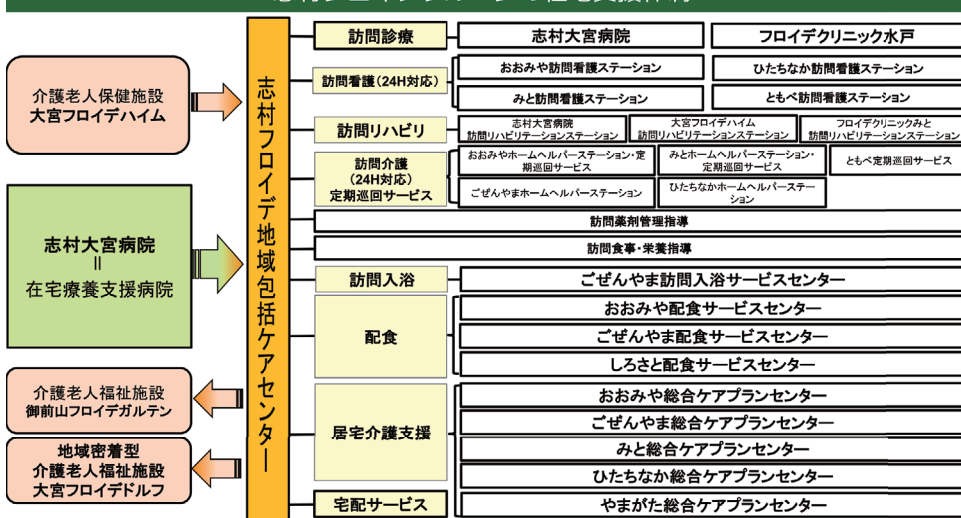 介護老人保健施設
大宮フロイデハイム
志村大宮病院
=
在宅療養支援病院
介護老人福祉施設
御前山フロイデガルテン
地域密着型
介護老人福祉施設
大宮フロイデドルフ
志村フロイデ地域包括ケアセンター
訪問診療
志村大宮病院
フロイデクリニック水戸
訪問看護(24H対応)
おおみや訪問看護ステーション
ひたちなか訪問看護ステーション
みと訪問看護ステーション
ともべ訪問看護ステーション
訪問リハビリ
志村大宮病院
訪問リハビリテーションステーション
大宮フロイデハイム
訪問リハビリテーションステーション
フロイデクリニックみと
訪問リハビリテーションステーション
訪問介護
(24H対応)
定期巡回サービス
おおみやホームヘルパーステーション・定
期巡回サービス
みとホームヘルパーステーション・
定期巡回サービス
ともべ定期巡回サービス
ごぜんやまホームヘルパーステーション
ひたちなかホームヘルパーステー
ション
訪問薬剤管理指導
訪問食事・栄養指導
訪問入浴
ごぜんやま訪問入浴サービスセンター
配食
おおみや配食サービスセンター
ごぜんやま配食サービスセンター
しろさと配食サービスセンター
居宅介護支援
おおみや総合ケアプランセンター
ごぜんやま総合ケアプランセンター
みと総合ケアプランセンター
ひたちなか総合ケアプランセンター
宅配サービス
やまがた総合ケアプランセンター